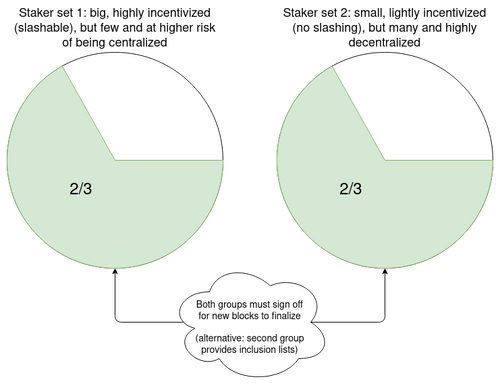 Staker set 1: big, highly incentivized
(slashable), but few and at higher risk
of being centralized
Staker set 2: small, lightly incentivized
(no slashing), but many and highly
decentralized
2/3
2/3
Both groups must sign off
for new blocks to finalize
(alternative: second group
provides inclusion lists)